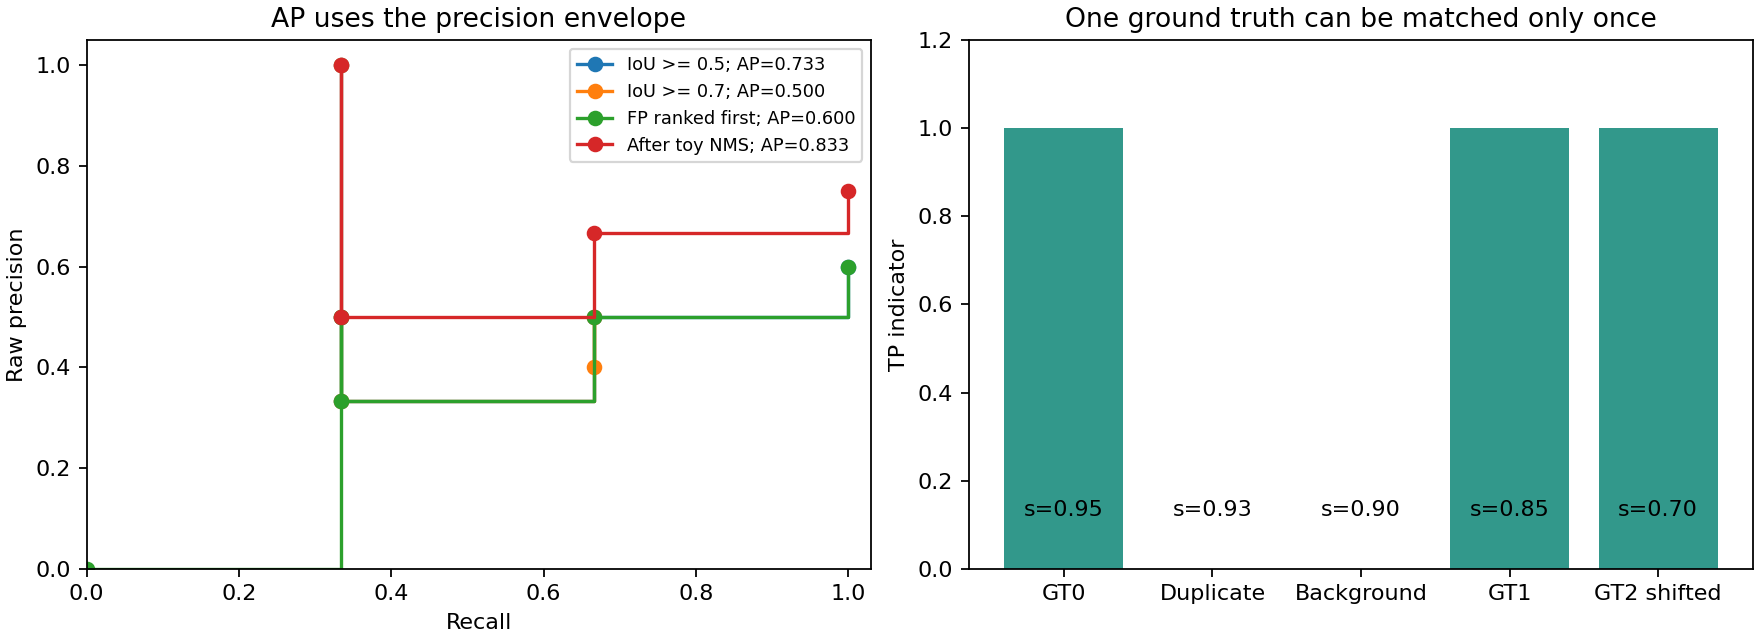 AP uses the precision envelope
1.0
0.8
0.6
0.4
0.2
0.0
Raw precision
0.0 0.2 0.4 0.6 0.8 1.0
Recall
IoU >= 0.5; AP=0.733
IoU >= 0.7; AP=0.500
FP ranked first; AP=0.600
After toy NMS; AP=0.833
One ground truth can be matched only once
1.2
1.0
0.8
0.6
0.4
0.2
0.0
TP indicator
s=0.95 s=0.93 s=0.90 s=0.85 s=0.70
GT0 Duplicate Background GT1 GT2 shifted